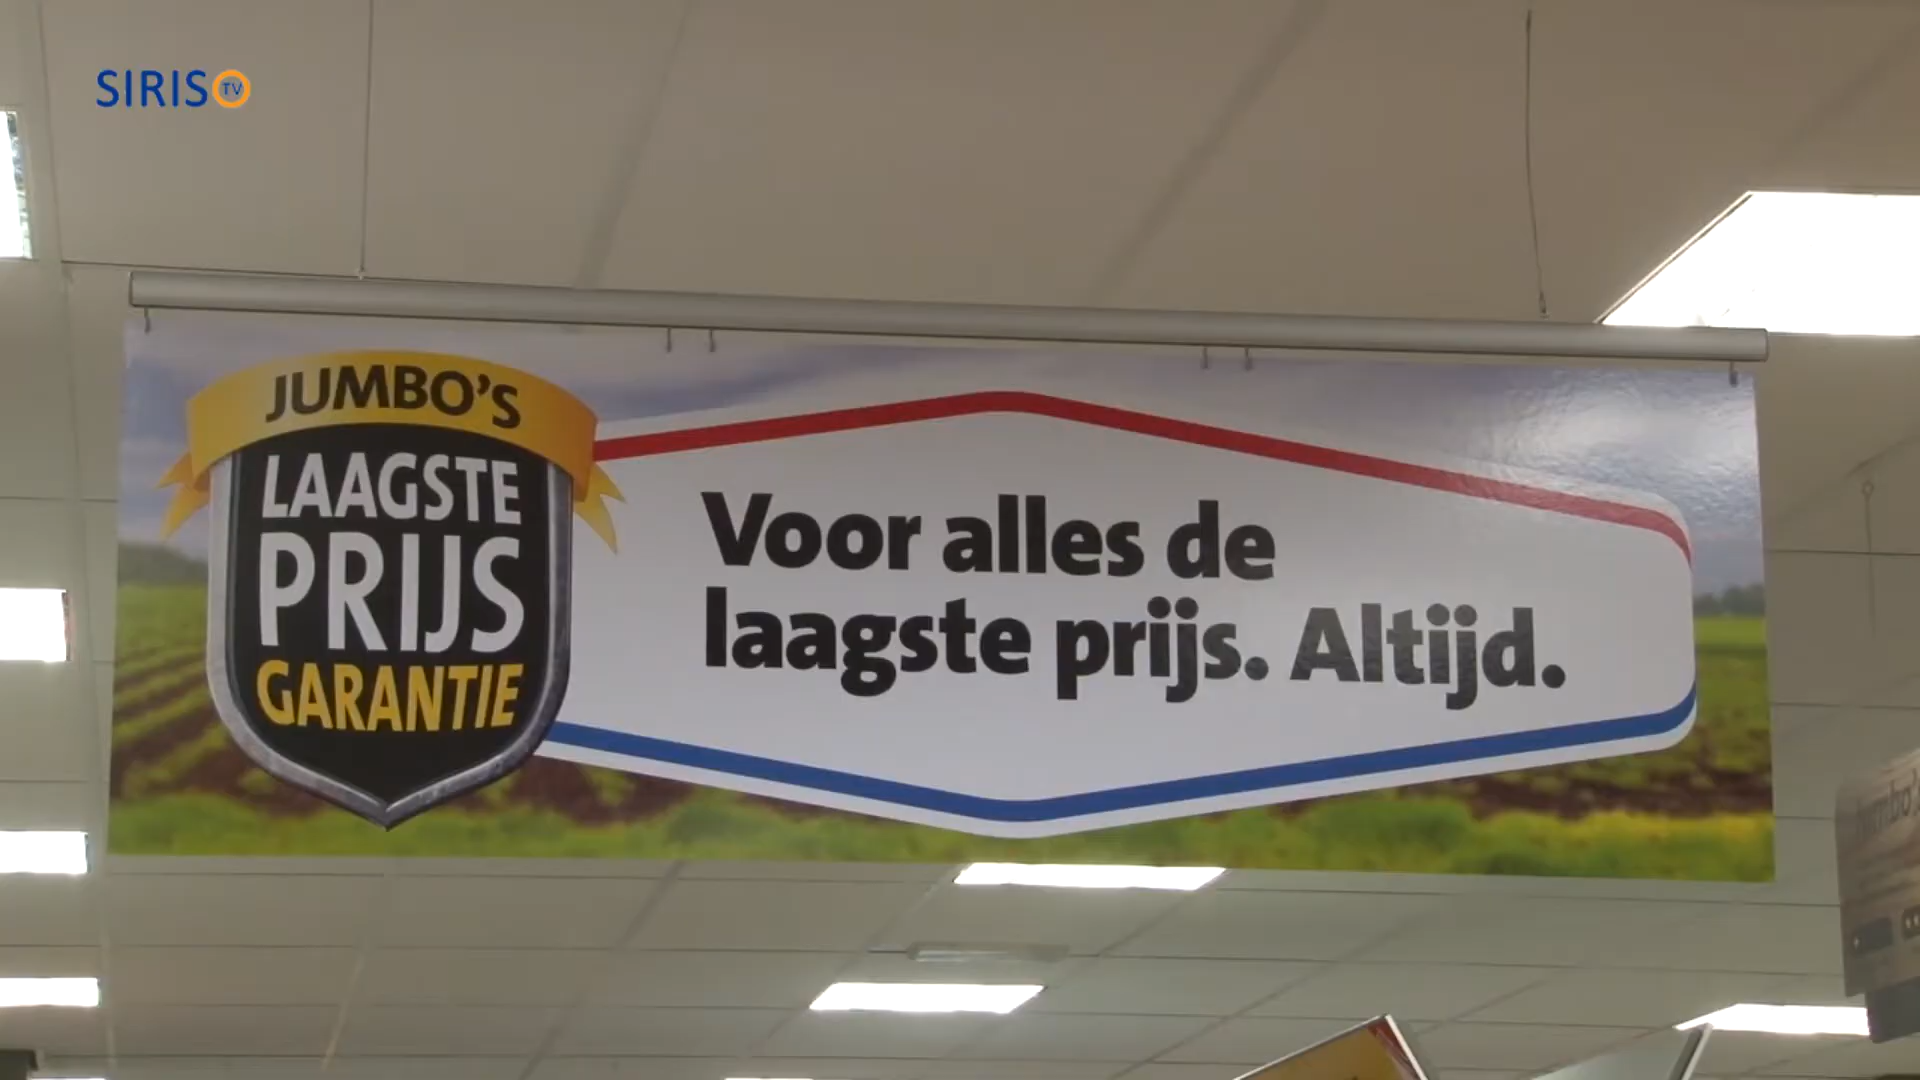 SIRIS TV
JUMBO'S
LAAGSTE
PRIJS
GARANTIE
Voor alles de
laagste prijs. Altijd.